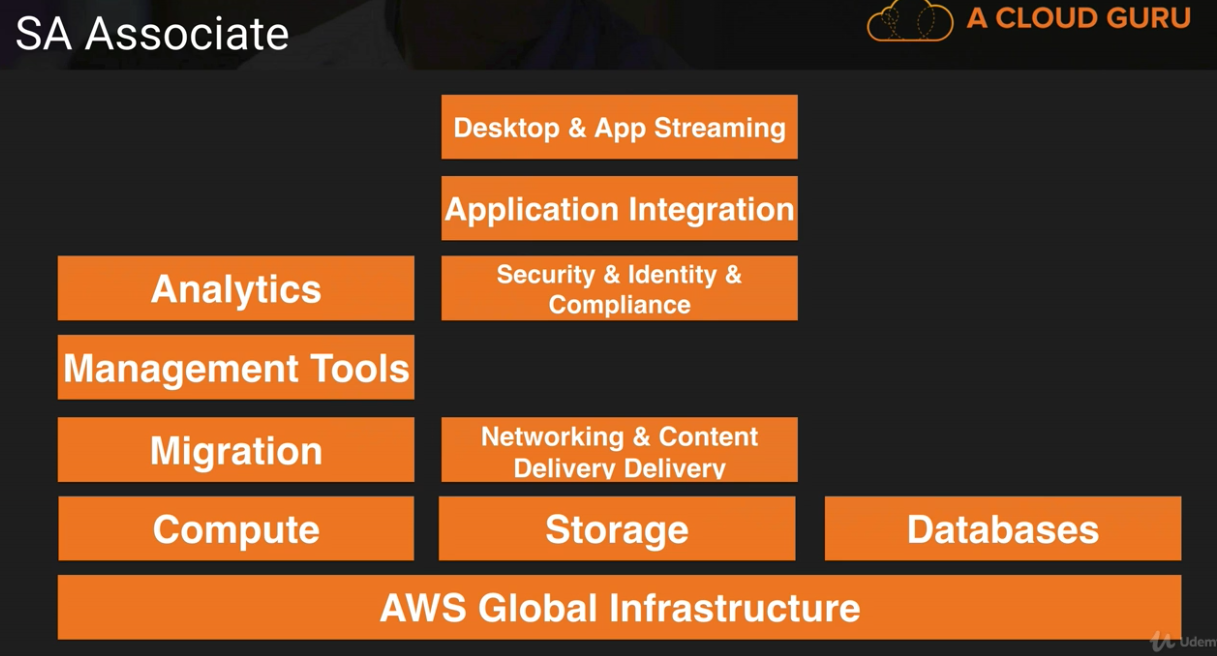 SA Associate
A CLOUD GURU
Desktop & App Streaming
Application Integration
Analytics
Security & Identity &
Compliance
Management Tools
Migration
Networking & Content
Delivery Delivery
Compute
Storage
Databases
AWS Global Infrastructure
Udem